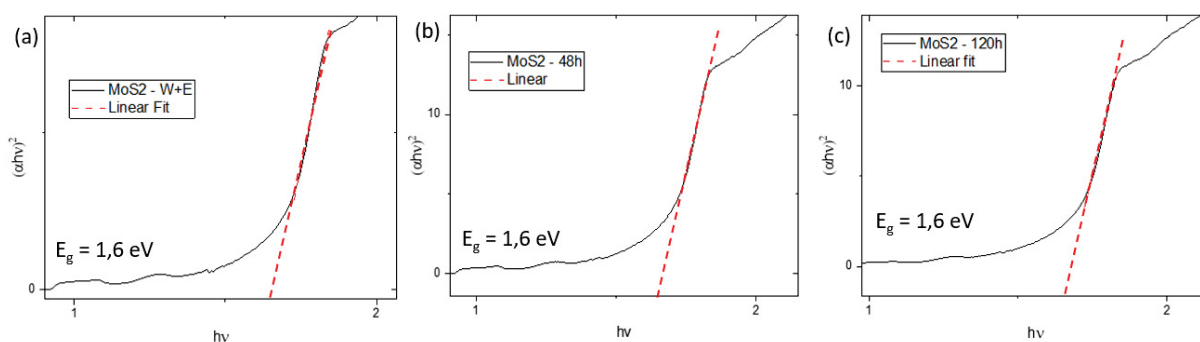 (a)
MoS2 - W+E
Linear Fit
(αhν)²
E_g = 1,6 eV
0
1
2
hν
(b)
MoS2 - 48h
Linear
(αhν)²
10
0
E_g = 1,6 eV
1
2
hν
(c)
MoS2 - 120h
Linear fit
(αhν)²
10
0
E_g = 1,6 eV
1
2
hν